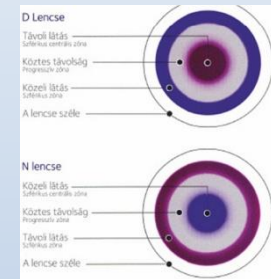 D Lencse
Távoli látás
Szférikus centrális zóna
Köztes távolság
Progresszív zóna
Közeli látás
Szférikus zóna
A lencse széle
N lencse
Közeli látás
Szférikus centrális zóna
Köztes távolság
Progresszív zóna
Távoli látás
Szférikus zóna
A lencse széle